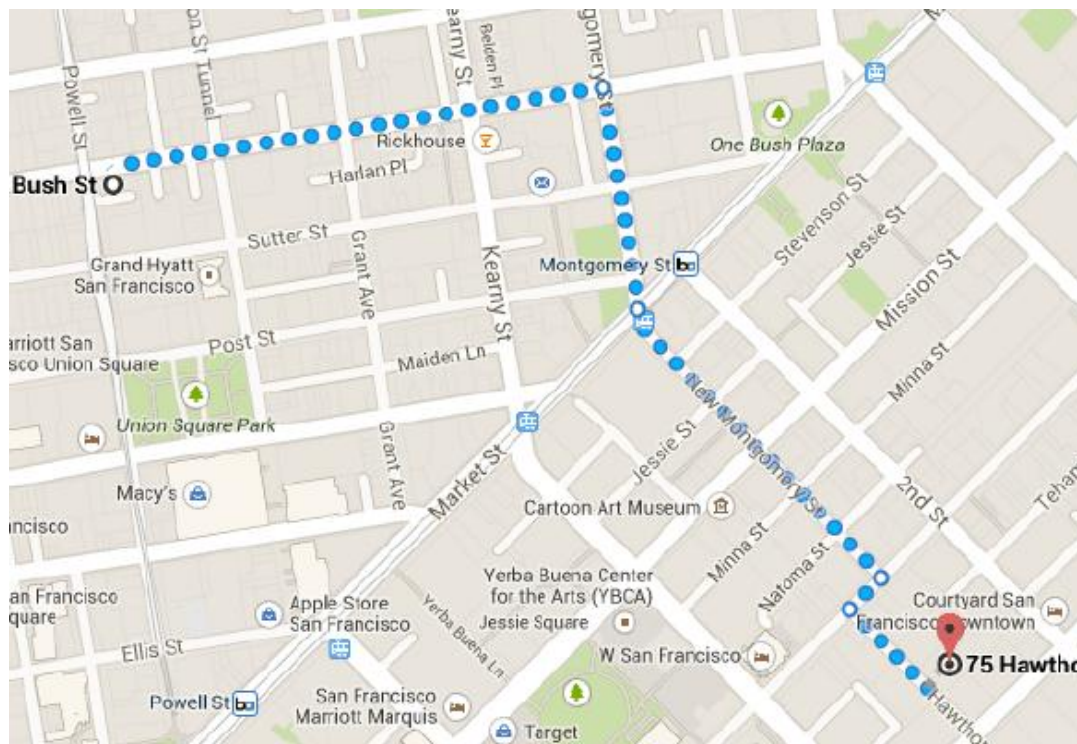 on St Tunnel
Powell St
Kearny St
Belden Pl
gomery St
Rickhouse
One Bush Plaza
Bush St
Harlan Pl
Sutter St
Grant Ave
Kearny St
Stevenson St
Jessie St
Mission St
Grand Hyatt
San Francisco
Montgomery St
Post St
Maiden Ln
arriott San
sco Union Square
Minna St
Union Square Park
New Montgomery St
Grant Ave
Market St
Jessie St
2nd St
Tehan
Macy's
Cartoon Art Museum
ncisco
Minna St
Natoma St
Yerba Buena Center
for the Arts (YBCA)
Jessie Square
an Francisco
quare
Apple Store
San Francisco
Yerba Buena Ln
Courtyard San
Francisco Downtown
Ellis St
W San Francisco
75 Hawtho
Hawthor
Powell St
San Francisco
Marriott Marquis
Target